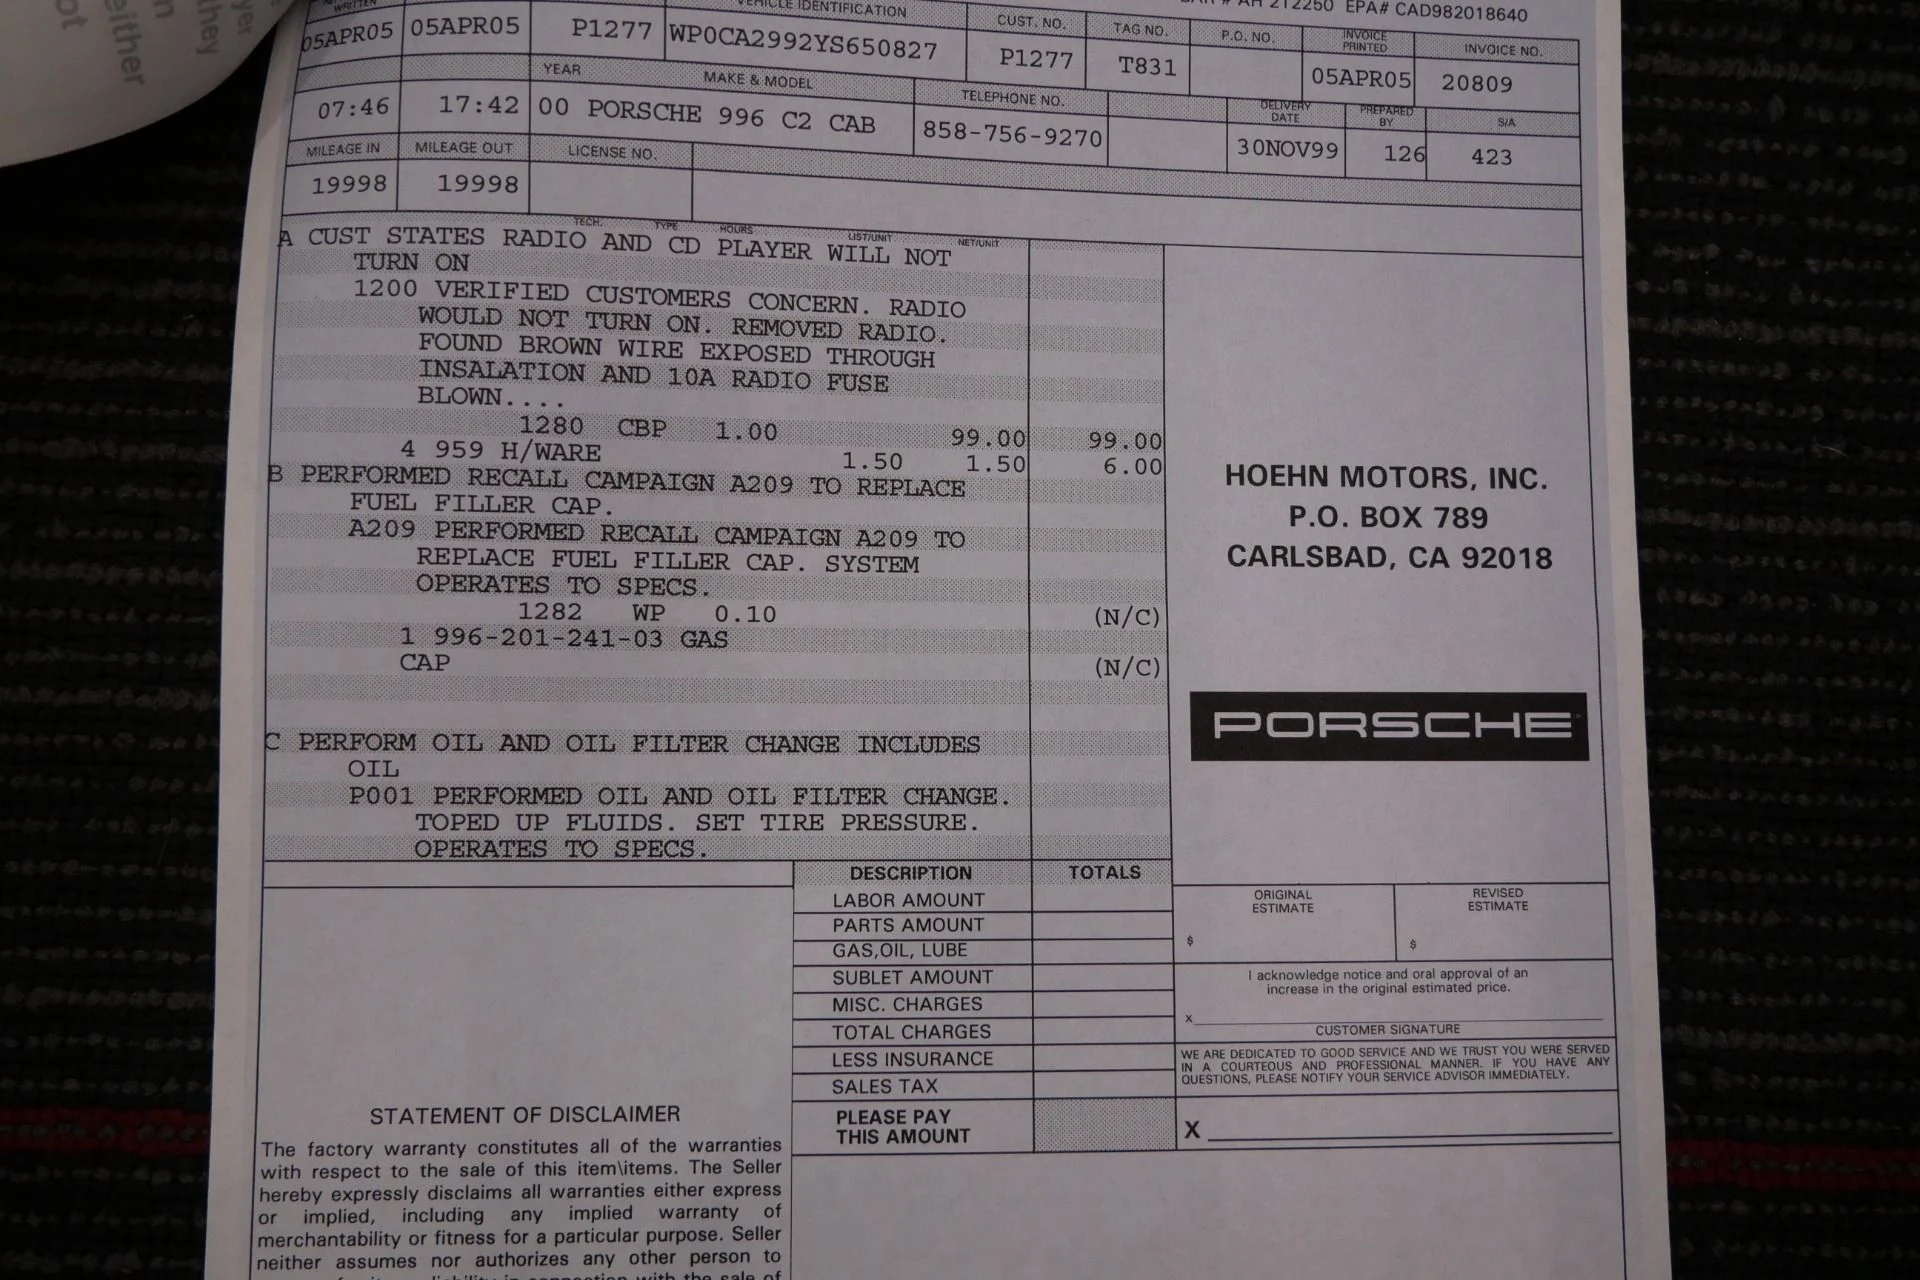 either
they
ot
BAR # AH 212250 EPA# CAD982018640
WRITTEN
VEHICLE IDENTIFICATION
CUST. NO.
TAG NO.
P.O. NO.
INVOICE PRINTED
INVOICE NO.
05APR05 05APR05 P1277 WP0CA2992YS650827 P1277 T831 05APR05 20809
YEAR MAKE & MODEL TELEPHONE NO. DELIVERY DATE PREPARED BY S/A
07:46 17:42 00 PORSCHE 996 C2 CAB 858-756-9270 30NOV99 126 423
MILEAGE IN MILEAGE OUT LICENSE NO.
19998 19998
TECH. TYPE HOURS LIST/UNIT NET/UNIT
A CUST STATES RADIO AND CD PLAYER WILL NOT
TURN ON
1200 VERIFIED CUSTOMERS CONCERN. RADIO
WOULD NOT TURN ON. REMOVED RADIO.
FOUND BROWN WIRE EXPOSED THROUGH
INSALATION AND 10A RADIO FUSE
BLOWN....
1280 CBP 1.00 99.00 99.00
4 959 H/WARE 1.50 1.50 6.00
B PERFORMED RECALL CAMPAIGN A209 TO REPLACE
FUEL FILLER CAP.
A209 PERFORMED RECALL CAMPAIGN A209 TO
REPLACE FUEL FILLER CAP. SYSTEM
OPERATES TO SPECS.
1282 WP 0.10 (N/C)
1 996-201-241-03 GAS
CAP (N/C)
C PERFORM OIL AND OIL FILTER CHANGE INCLUDES
OIL
P001 PERFORMED OIL AND OIL FILTER CHANGE.
TOPED UP FLUIDS. SET TIRE PRESSURE.
OPERATES TO SPECS.
HOEHN MOTORS, INC.
P.O. BOX 789
CARLSBAD, CA 92018
PORSCHE
DESCRIPTION TOTALS
LABOR AMOUNT
PARTS AMOUNT
GAS,OIL, LUBE
SUBLET AMOUNT
MISC. CHARGES
TOTAL CHARGES
LESS INSURANCE
SALES TAX
PLEASE PAY
THIS AMOUNT
ORIGINAL ESTIMATE
REVISED ESTIMATE
$ $
I acknowledge notice and oral approval of an
increase in the original estimated price.
x
CUSTOMER SIGNATURE
WE ARE DEDICATED TO GOOD SERVICE AND WE TRUST YOU WERE SERVED
IN A COURTEOUS AND PROFESSIONAL MANNER. IF YOU HAVE ANY
QUESTIONS, PLEASE NOTIFY YOUR SERVICE ADVISOR IMMEDIATELY.
X
STATEMENT OF DISCLAIMER
The factory warranty constitutes all of the warranties
with respect to the sale of this item\items. The Seller
hereby expressly disclaims all warranties either express
or implied, including any implied warranty of
merchantability or fitness for a particular purpose. Seller
neither assumes nor authorizes any other person to
liability in connection with the sale of